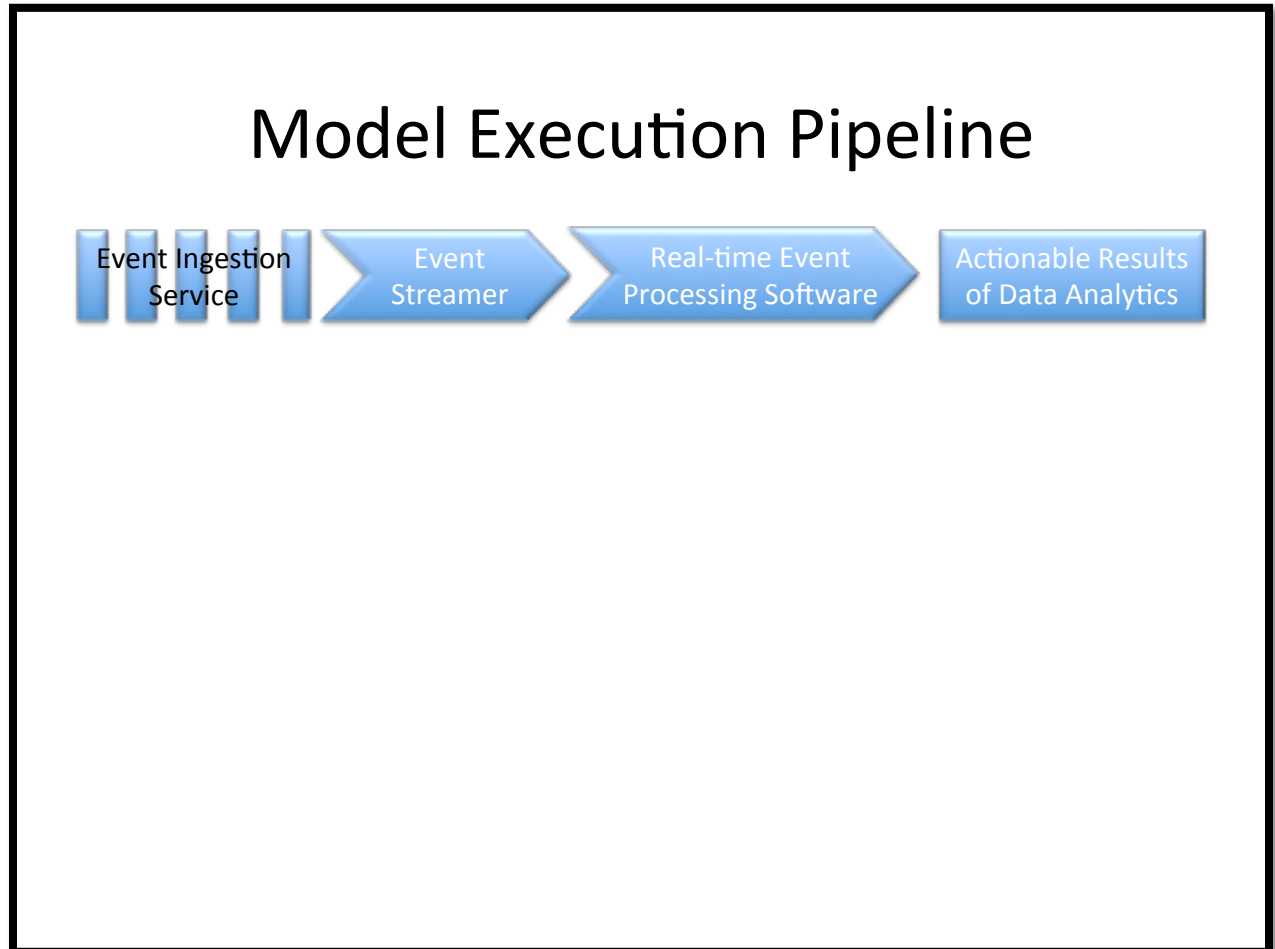 Model Execution Pipeline
Event Ingestion
Service
Event
Streamer
Real-time Event
Processing Software
Actionable Results
of Data Analytics